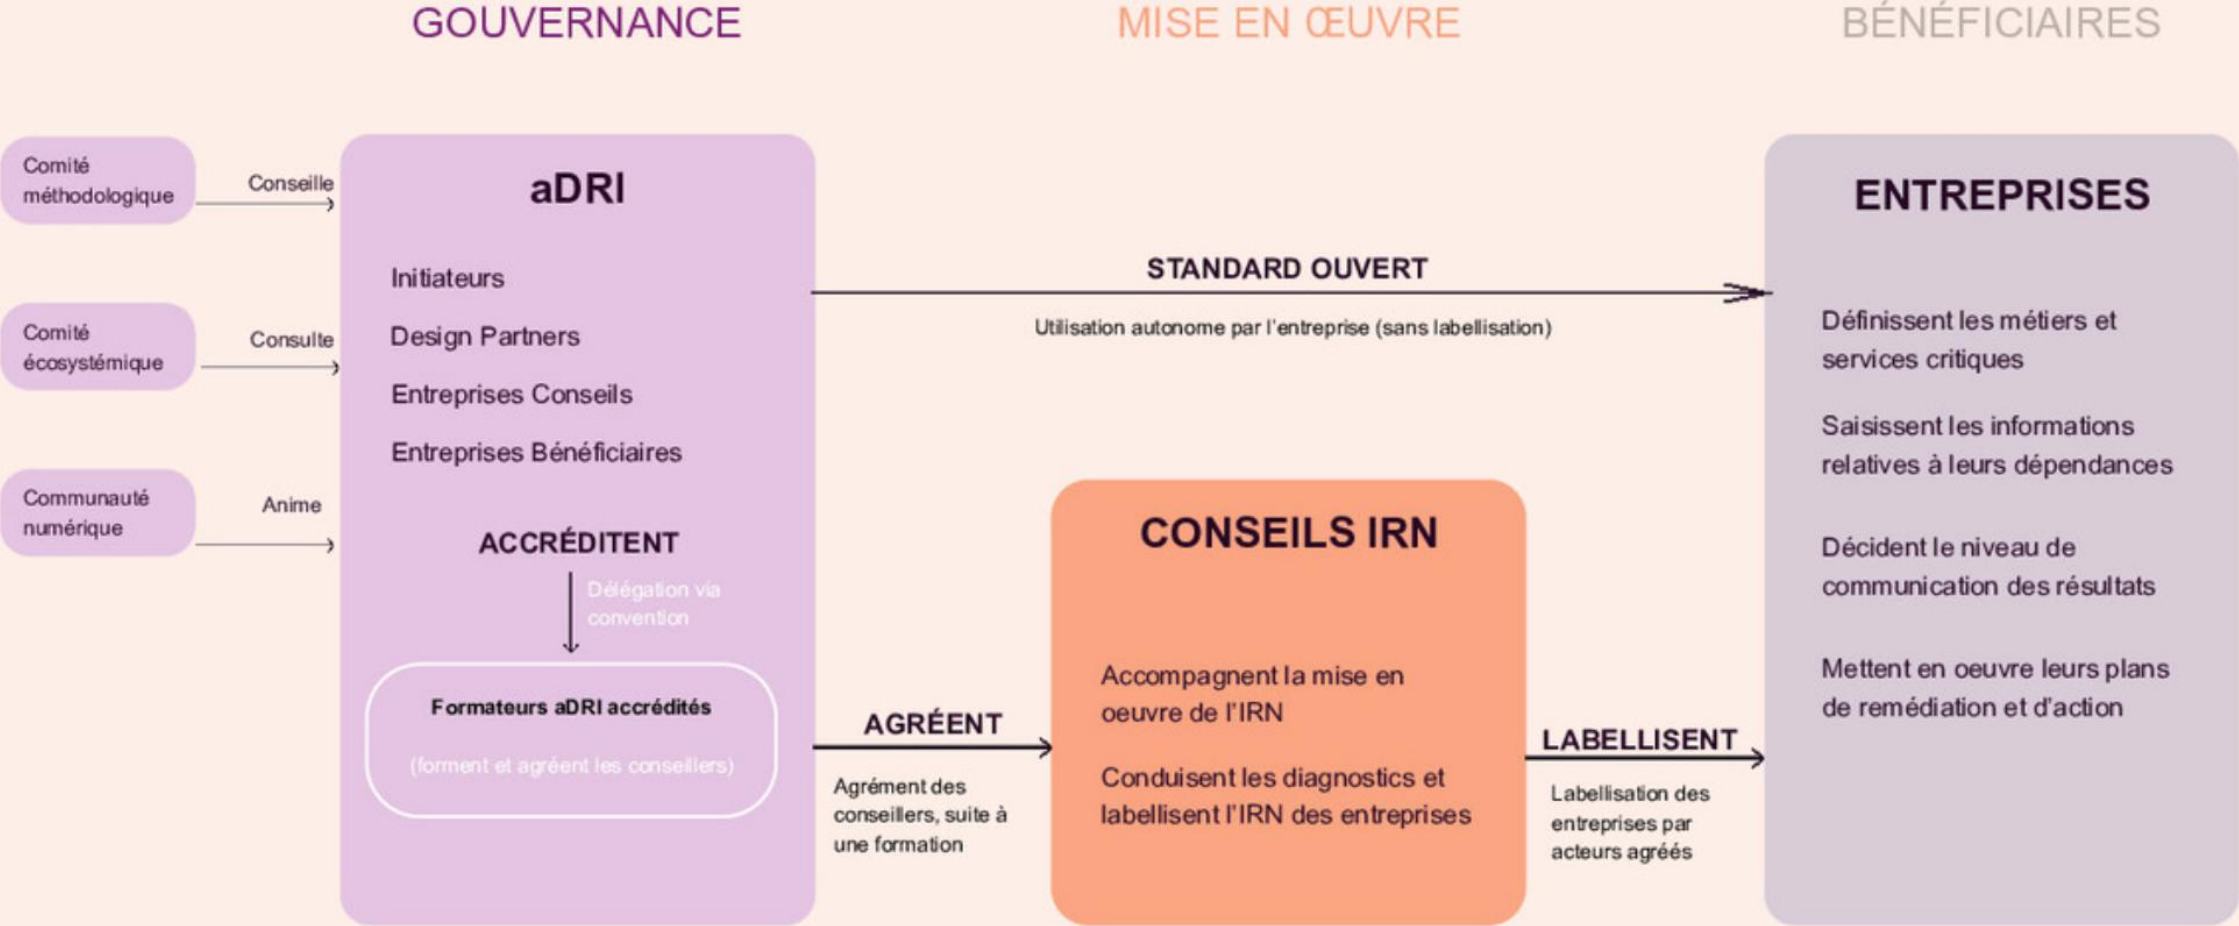 GOUVERNANCE
MISE EN ŒUVRE
BÉNÉFICIAIRES
Comité
méthodologique
Conseille
Comité
écosystémique
Consulte
Communauté
numérique
Anime
aDRI
Initiateurs
Design Partners
Entreprises Conseils
Entreprises Bénéficiaires
ACCRÉDITENT
Délégation via
convention
Formateurs aDRI accrédités
(forment et agréent les conseillers)
STANDARD OUVERT
Utilisation autonome par l'entreprise (sans labellisation)
AGRÉENT
Agrément des
conseillers, suite à
une formation
CONSEILS IRN
Accompagnent la mise en
oeuvre de l'IRN
Conduisent les diagnostics et
labellisent l'IRN des entreprises
LABELLISENT
Labellisation des
entreprises par
acteurs agréés
ENTREPRISES
Définissent les métiers et
services critiques
Saisissent les informations
relatives à leurs dépendances
Décident le niveau de
communication des résultats
Mettent en oeuvre leurs plans
de remédiation et d'action